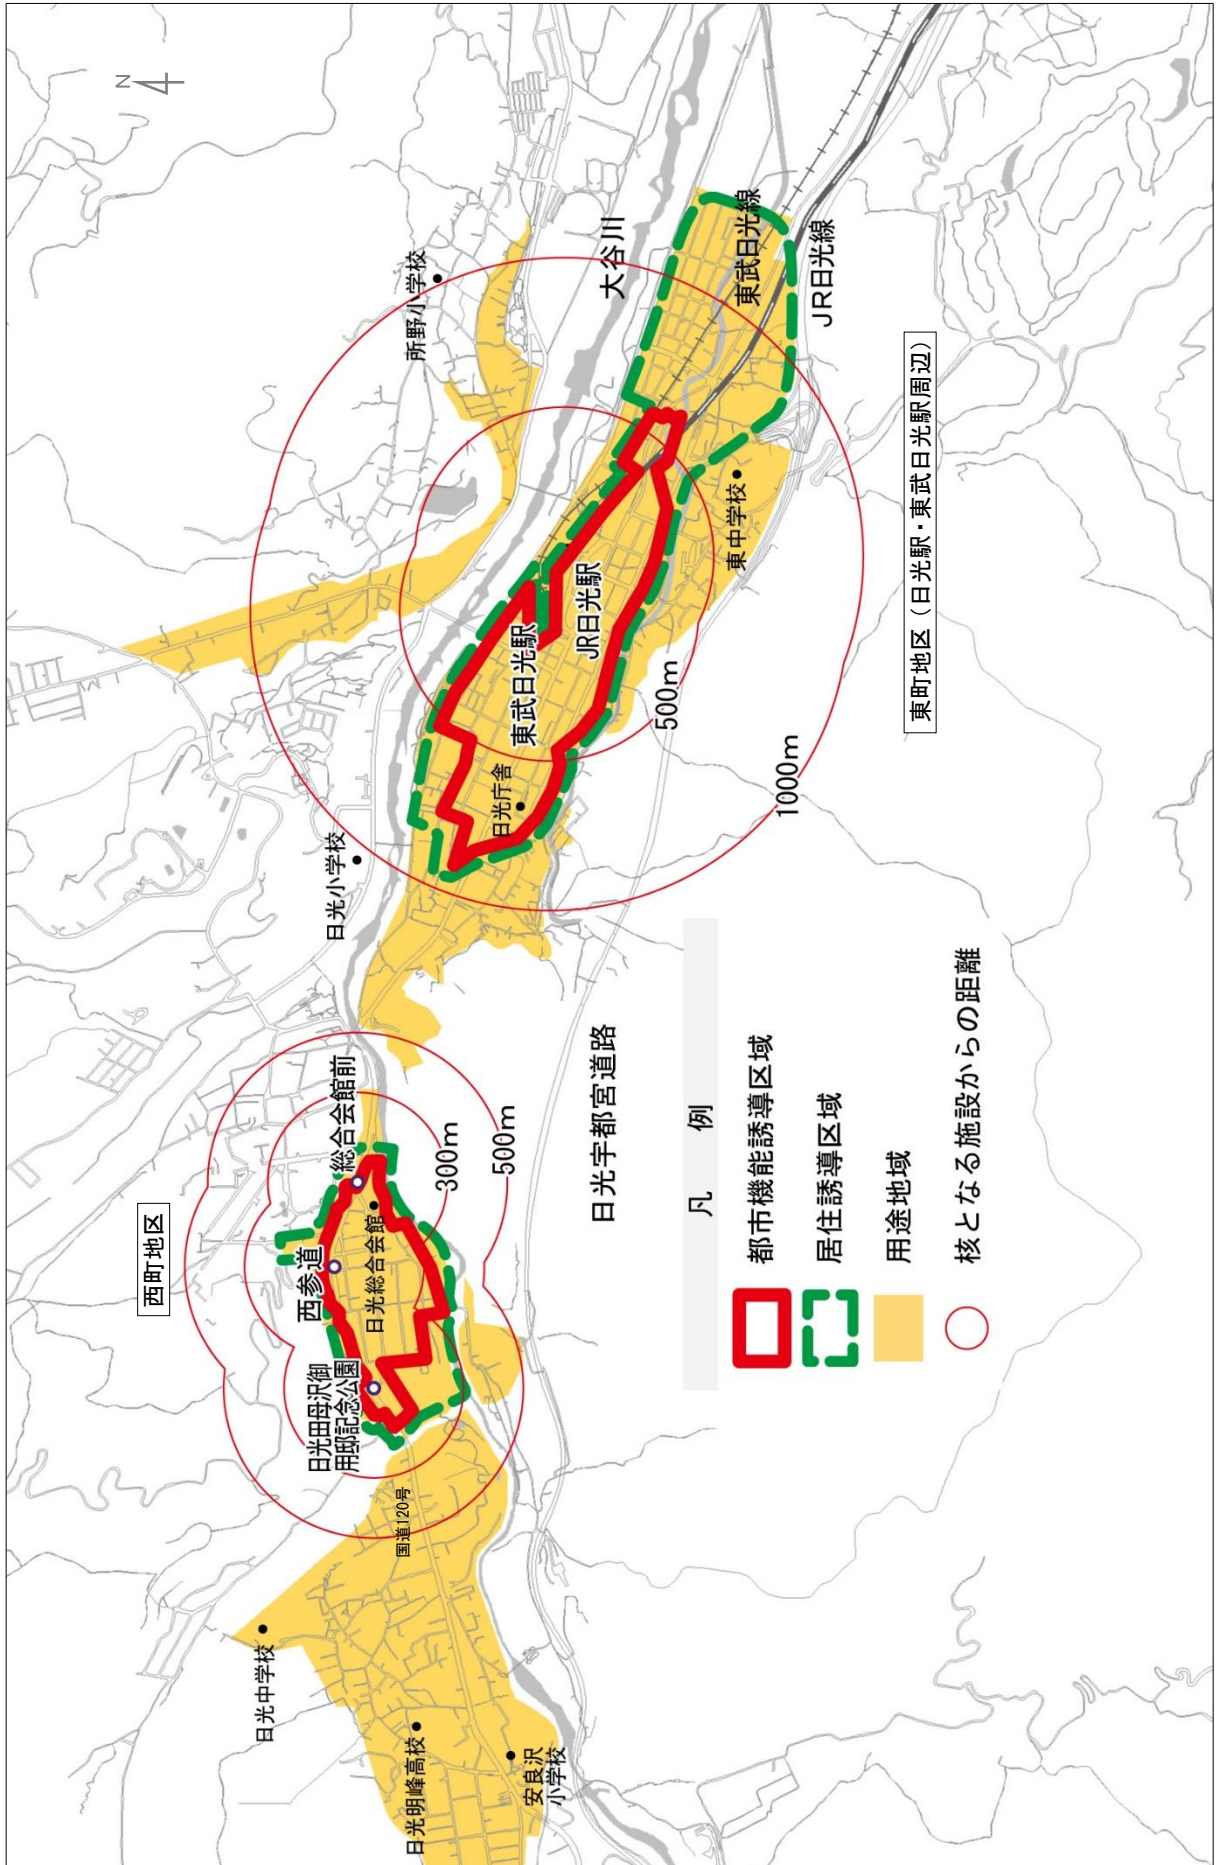 N
西町地区
日光中学校
日光明峰高校
安良沢
小学校
国道120号
日光田母沢御
用邸記念公園
西参道
総合会館前
日光総合会館
300m
500m
日光小学校
所野小学校
大谷川
東武日光駅
JR日光駅
日光庁舎
東中学校
東武日光線
JR日光線
500m
1000m
日光宇都宮道路
東町地区（日光駅・東武日光駅周辺）
凡 例
都市機能誘導区域
居住誘導区域
用途地域
核となる施設からの距離